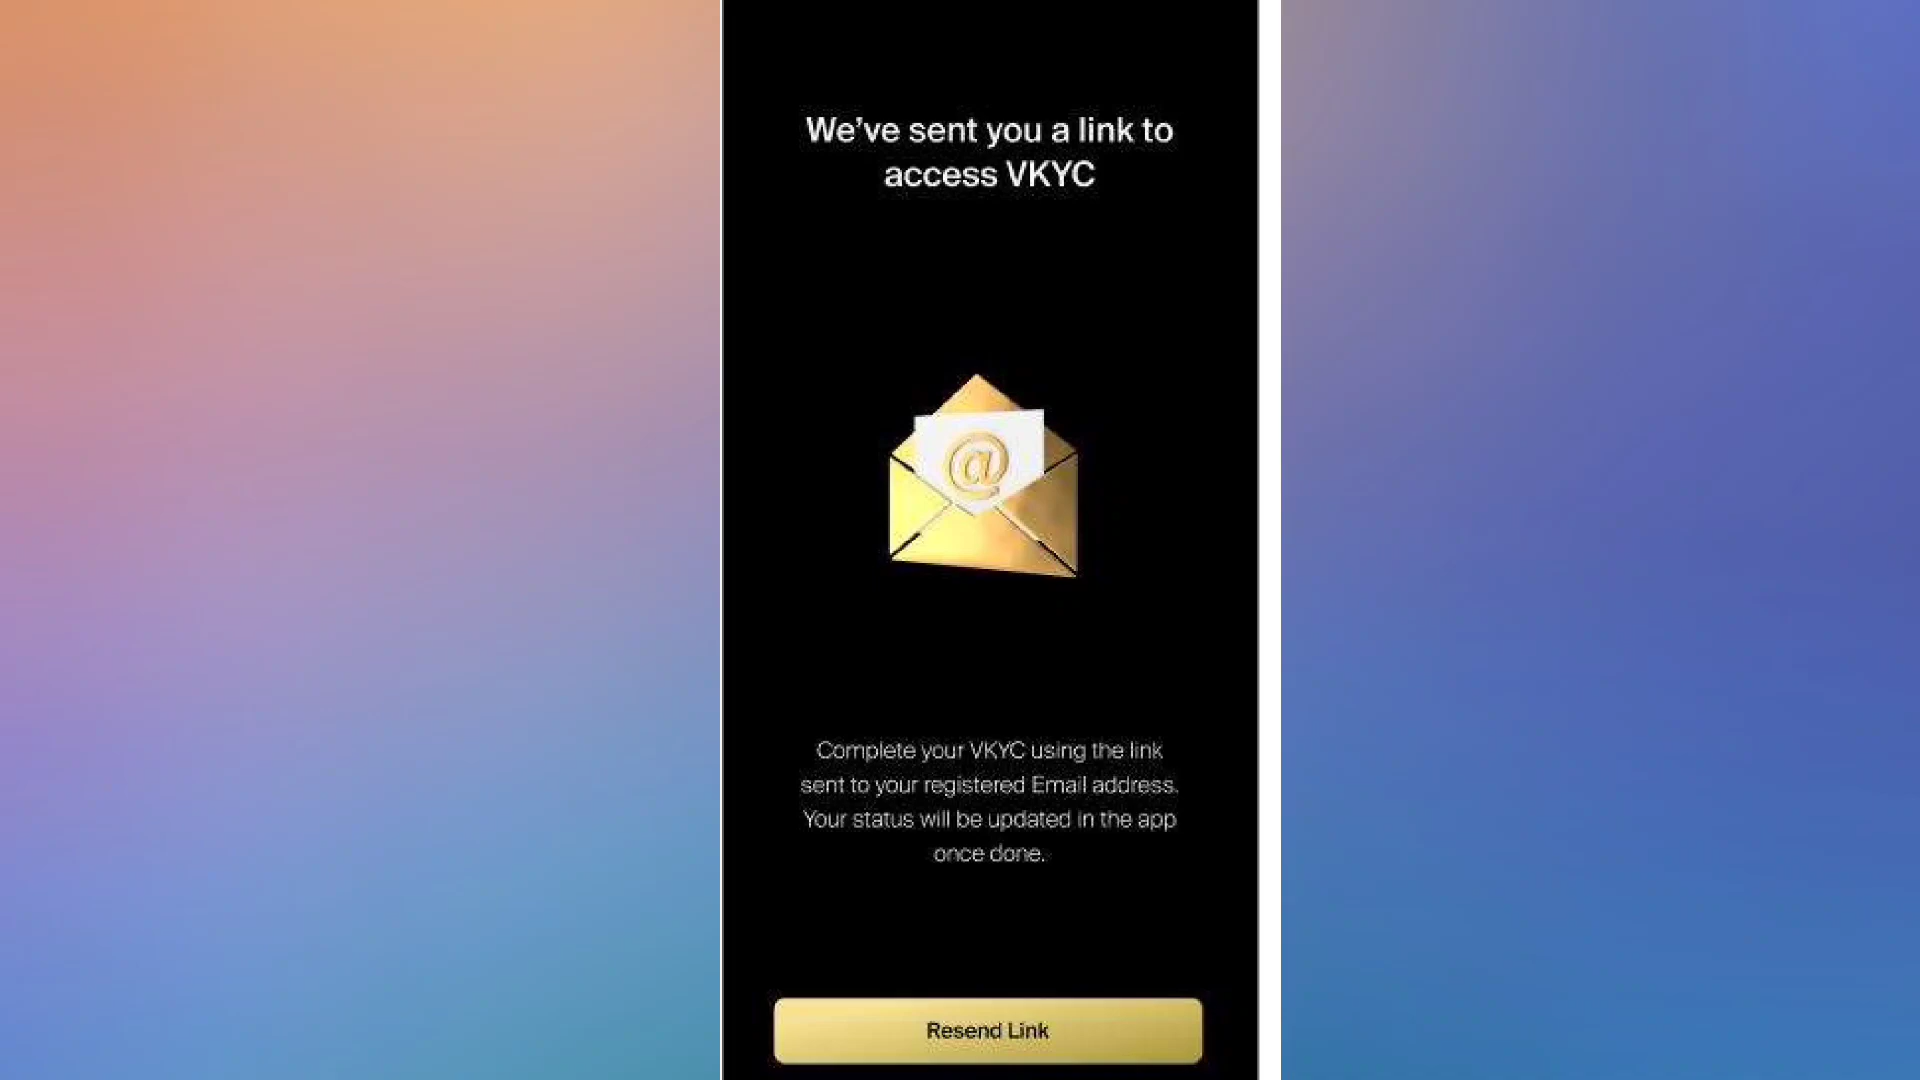 We’ve sent you a link to
access VKYC
@
Complete your VKYC using the link
sent to your registered Email address.
Your status will be updated in the app
once done.
Resend Link